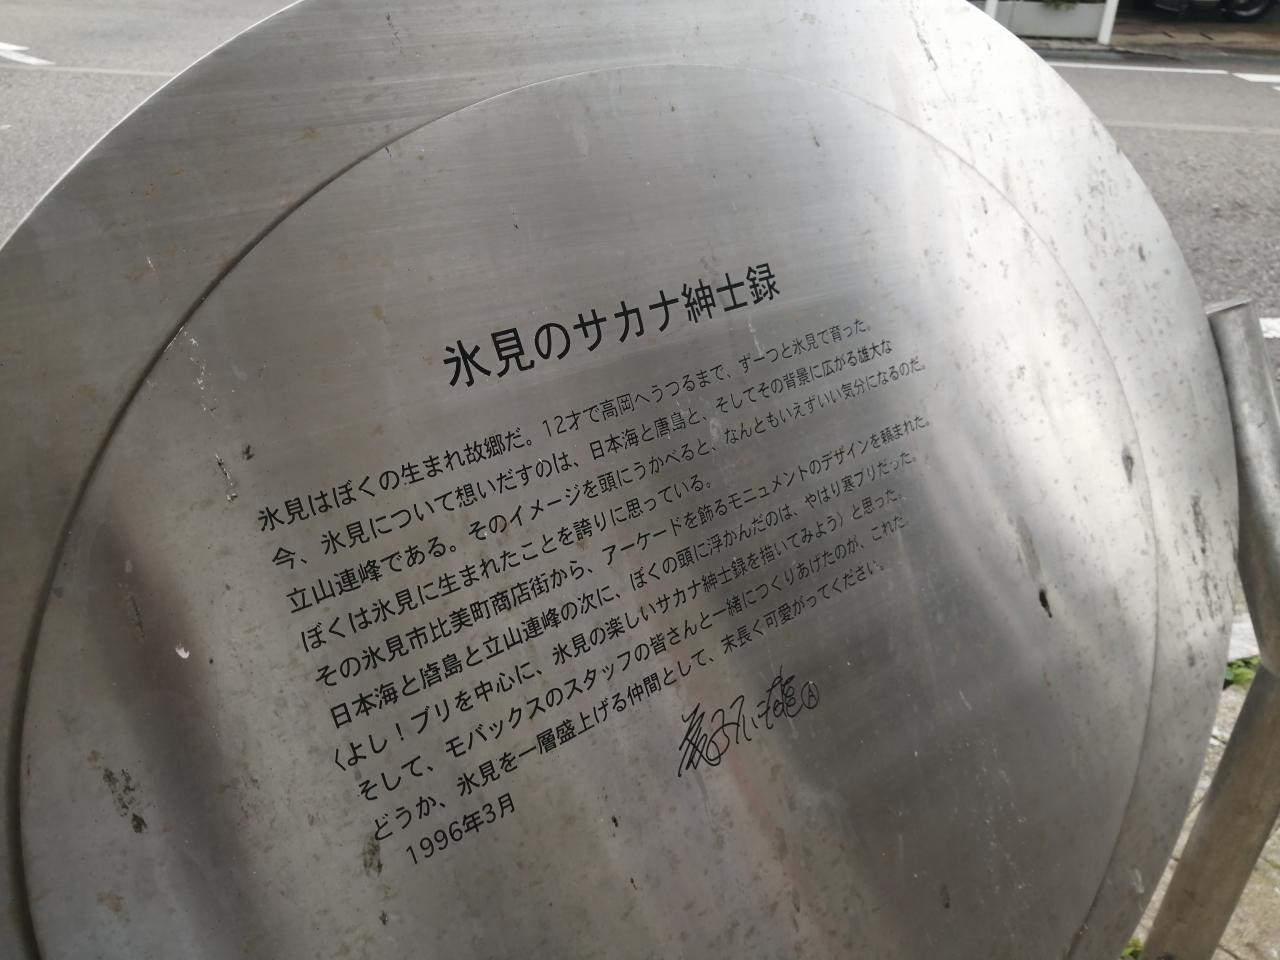 氷見のサカナ紳士録
氷見はぼくの生まれ故郷だ。12才で高岡へうつるまで、ずーつと氷見で育った。
今、氷見について想いだすのは、日本海と唐島と、そしてその背景に広がる雄大な
立山連峰である。そのイメージを頭にうかべると、なんともいえずいい気分になるのだ。
ぼくは氷見に生まれたことを誇りに思っている。
その氷見市比美町商店街から、アーケードを飾るモニュメントのデザインを頼まれた。
日本海と唐島と立山連峰の次に、ぼくの頭に浮かんだのは、やはり寒ブリだった。
〈よし！ブリを中心に、氷見の楽しいサカナ紳士録を描いてみよう〉と思った。
そして、モバックスのスタッフの皆さんと一緒につくりあげたのが、これだ。
どうか、氷見を一層盛上げる仲間として、末長く可愛がってください。
1996年3月